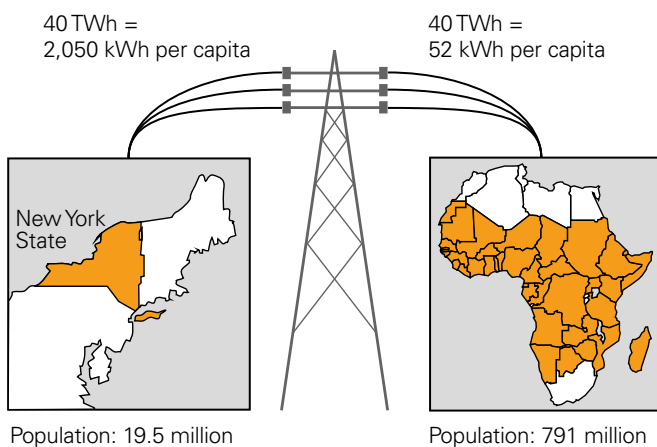 40 TWh =
2,050 kWh per capita
40 TWh =
52 kWh per capita
New York
State
Population: 19.5 million
Population: 791 million